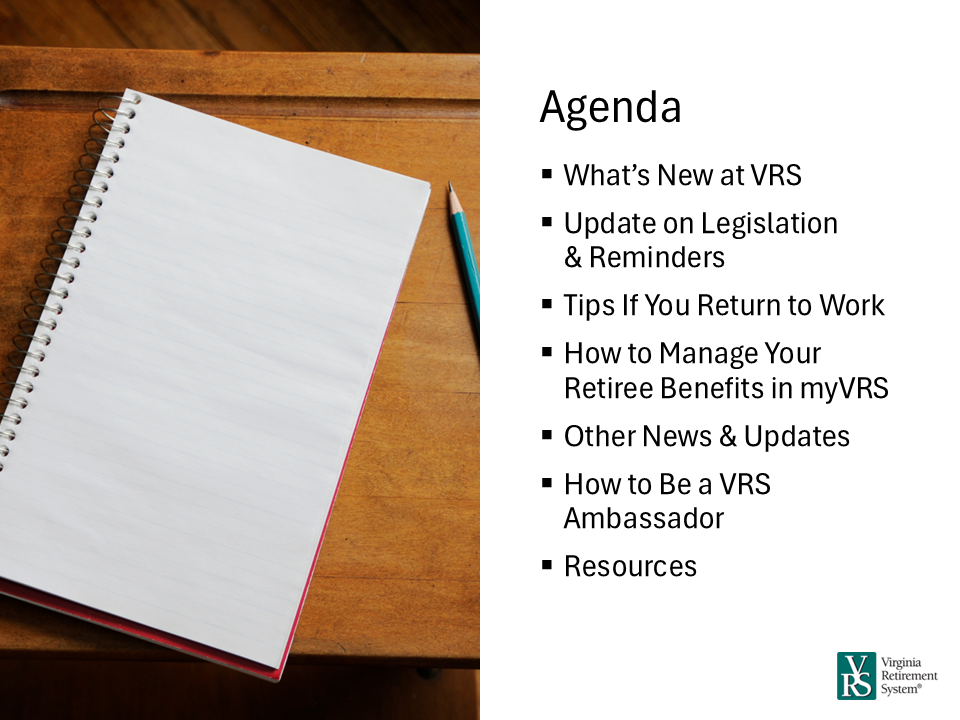 Agenda
▪ What’s New at VRS
▪ Update on Legislation
& Reminders
▪ Tips If You Return to Work
▪ How to Manage Your
Retiree Benefits in myVRS
▪ Other News & Updates
▪ How to Be a VRS
Ambassador
▪ Resources
VRS
Virginia
Retirement
System®